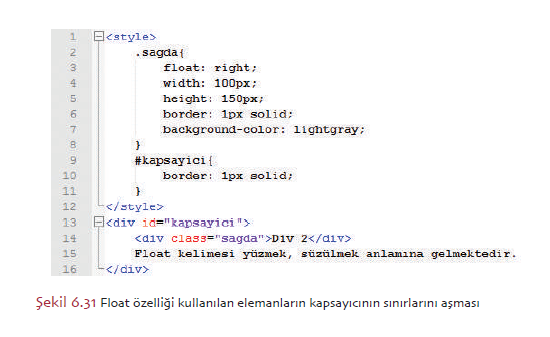 1 <style>
2 .sagda{
3 float: right;
4 width: 100px;
5 height: 150px;
6 border: 1px solid;
7 background-color: lightgray;
8 }
9 #kapsayici{
10 border: 1px solid;
11 }
12 </style>
13 <div id="kapsayici">
14 <div class="sagda">Div 2</div>
15 Float kelimesi yüzmek, süzülmek anlamına gelmektedir.
16 </div>
Şekil 6.31 Float özelliği kullanılan elemanların kapsayıcının sınırlarını aşması